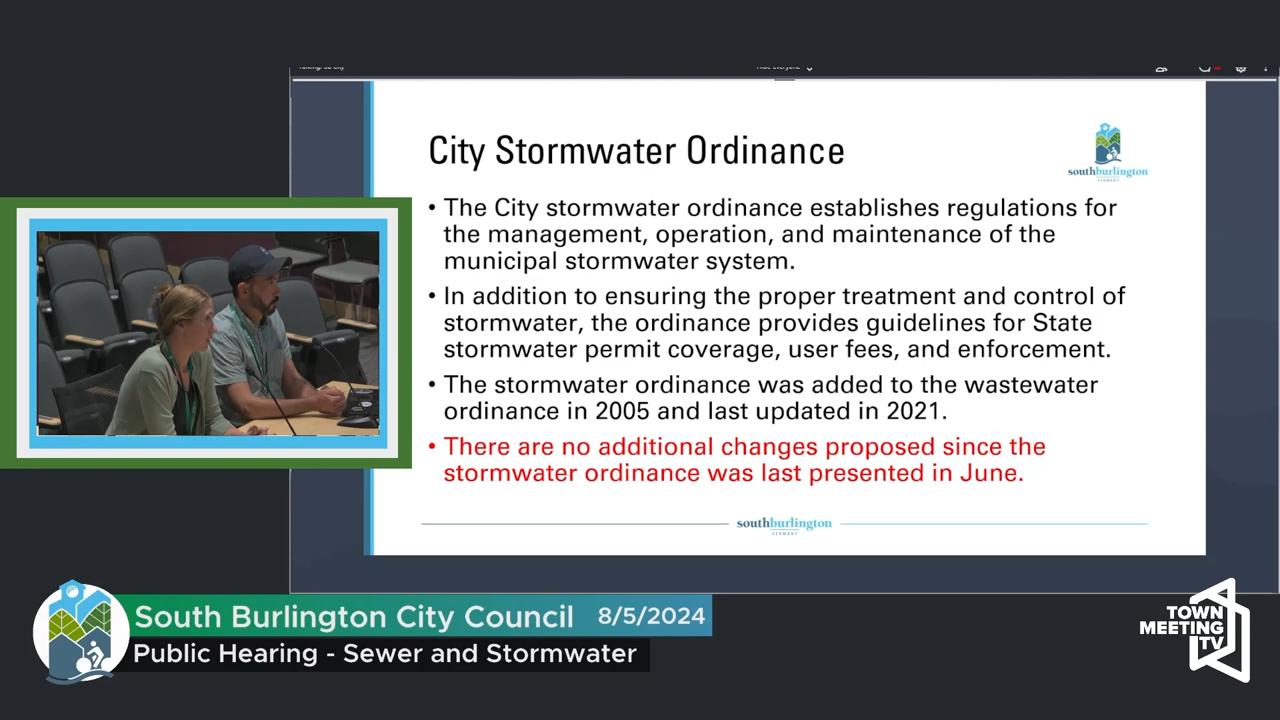 City Stormwater Ordinance
southburlington
VERMONT
• The City stormwater ordinance establishes regulations for
the management, operation, and maintenance of the
municipal stormwater system.
• In addition to ensuring the proper treatment and control of
stormwater, the ordinance provides guidelines for State
stormwater permit coverage, user fees, and enforcement.
• The stormwater ordinance was added to the wastewater
ordinance in 2005 and last updated in 2021.
• There are no additional changes proposed since the
stormwater ordinance was last presented in June.
southburlington
VERMONT
South Burlington City Council 8/5/2024
Public Hearing - Sewer and Stormwater
TOWN
MEETING
TV